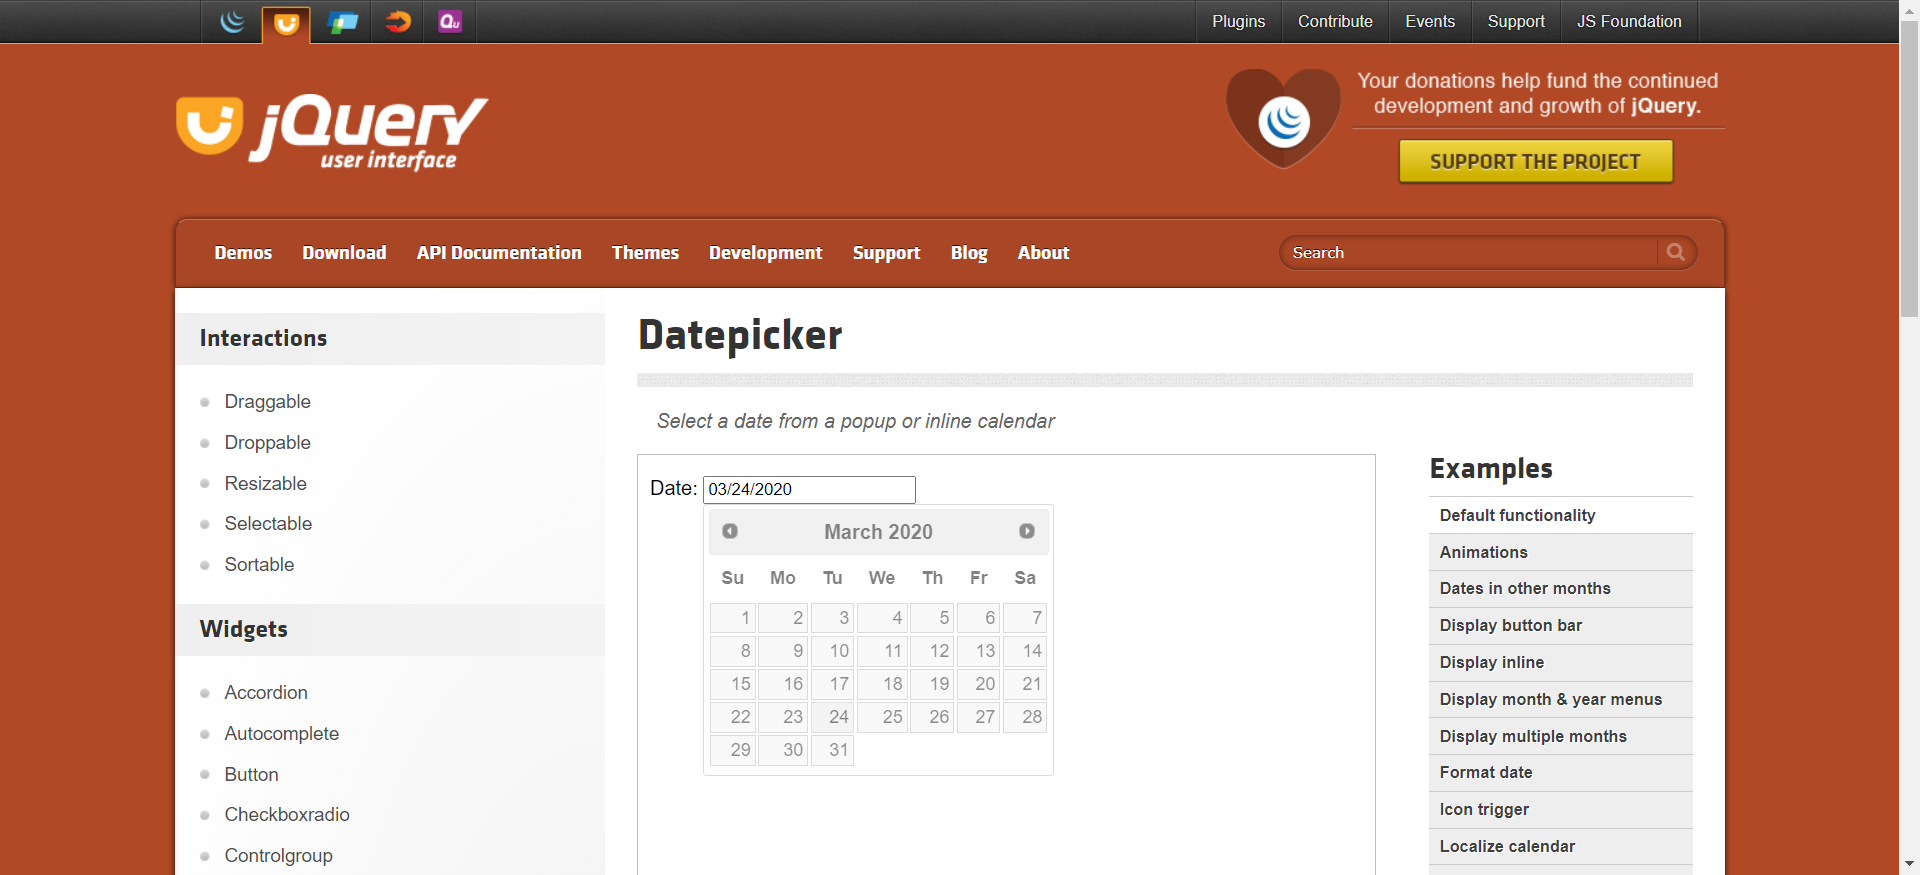 Plugins Contribute Events Support JS Foundation
jQuery
user interface
Your donations help fund the continued
development and growth of jQuery.
SUPPORT THE PROJECT
Demos Download API Documentation Themes Development Support Blog About Search
Interactions
Draggable
Droppable
Resizable
Selectable
Sortable
Widgets
Accordion
Autocomplete
Button
Checkboxradio
Controlgroup
Datepicker
Select a date from a popup or inline calendar
Date: 03/24/2020
March 2020
Su Mo Tu We Th Fr Sa
1 2 3 4 5 6 7
8 9 10 11 12 13 14
15 16 17 18 19 20 21
22 23 24 25 26 27 28
29 30 31
Examples
Default functionality
Animations
Dates in other months
Display button bar
Display inline
Display month & year menus
Display multiple months
Format date
Icon trigger
Localize calendar